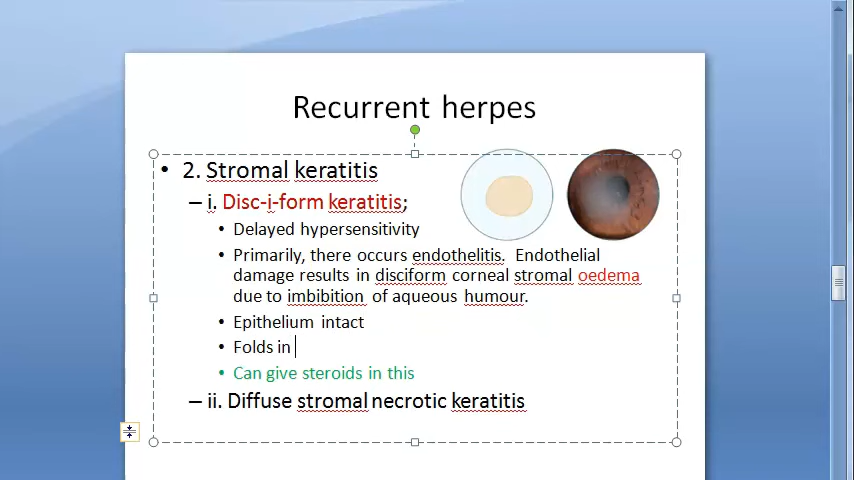 Recurrent herpes
• 2. Stromal keratitis
– i. Disc-i-form keratitis;
• Delayed hypersensitivity
• Primarily, there occurs endothelitis. Endothelial
damage results in disciform corneal stromal oedema
due to imbibition of aqueous humour.
• Epithelium intact
• Folds in
• Can give steroids in this
– ii. Diffuse stromal necrotic keratitis